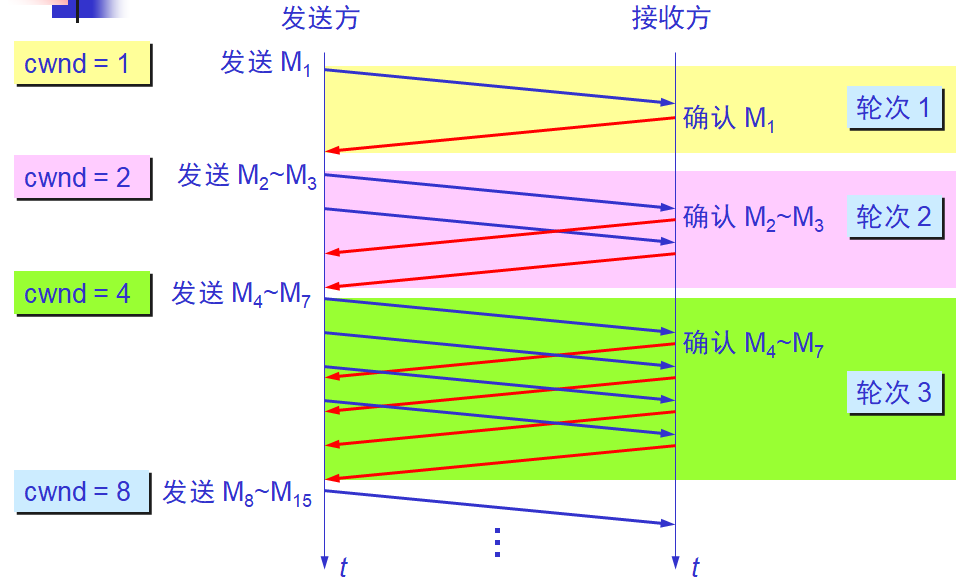 发送方
接收方
cwnd = 1
发送 M1
确认 M1
轮次 1
cwnd = 2
发送 M2~M3
确认 M2~M3
轮次 2
cwnd = 4
发送 M4~M7
确认 M4~M7
轮次 3
cwnd = 8
发送 M8~M15
t
t